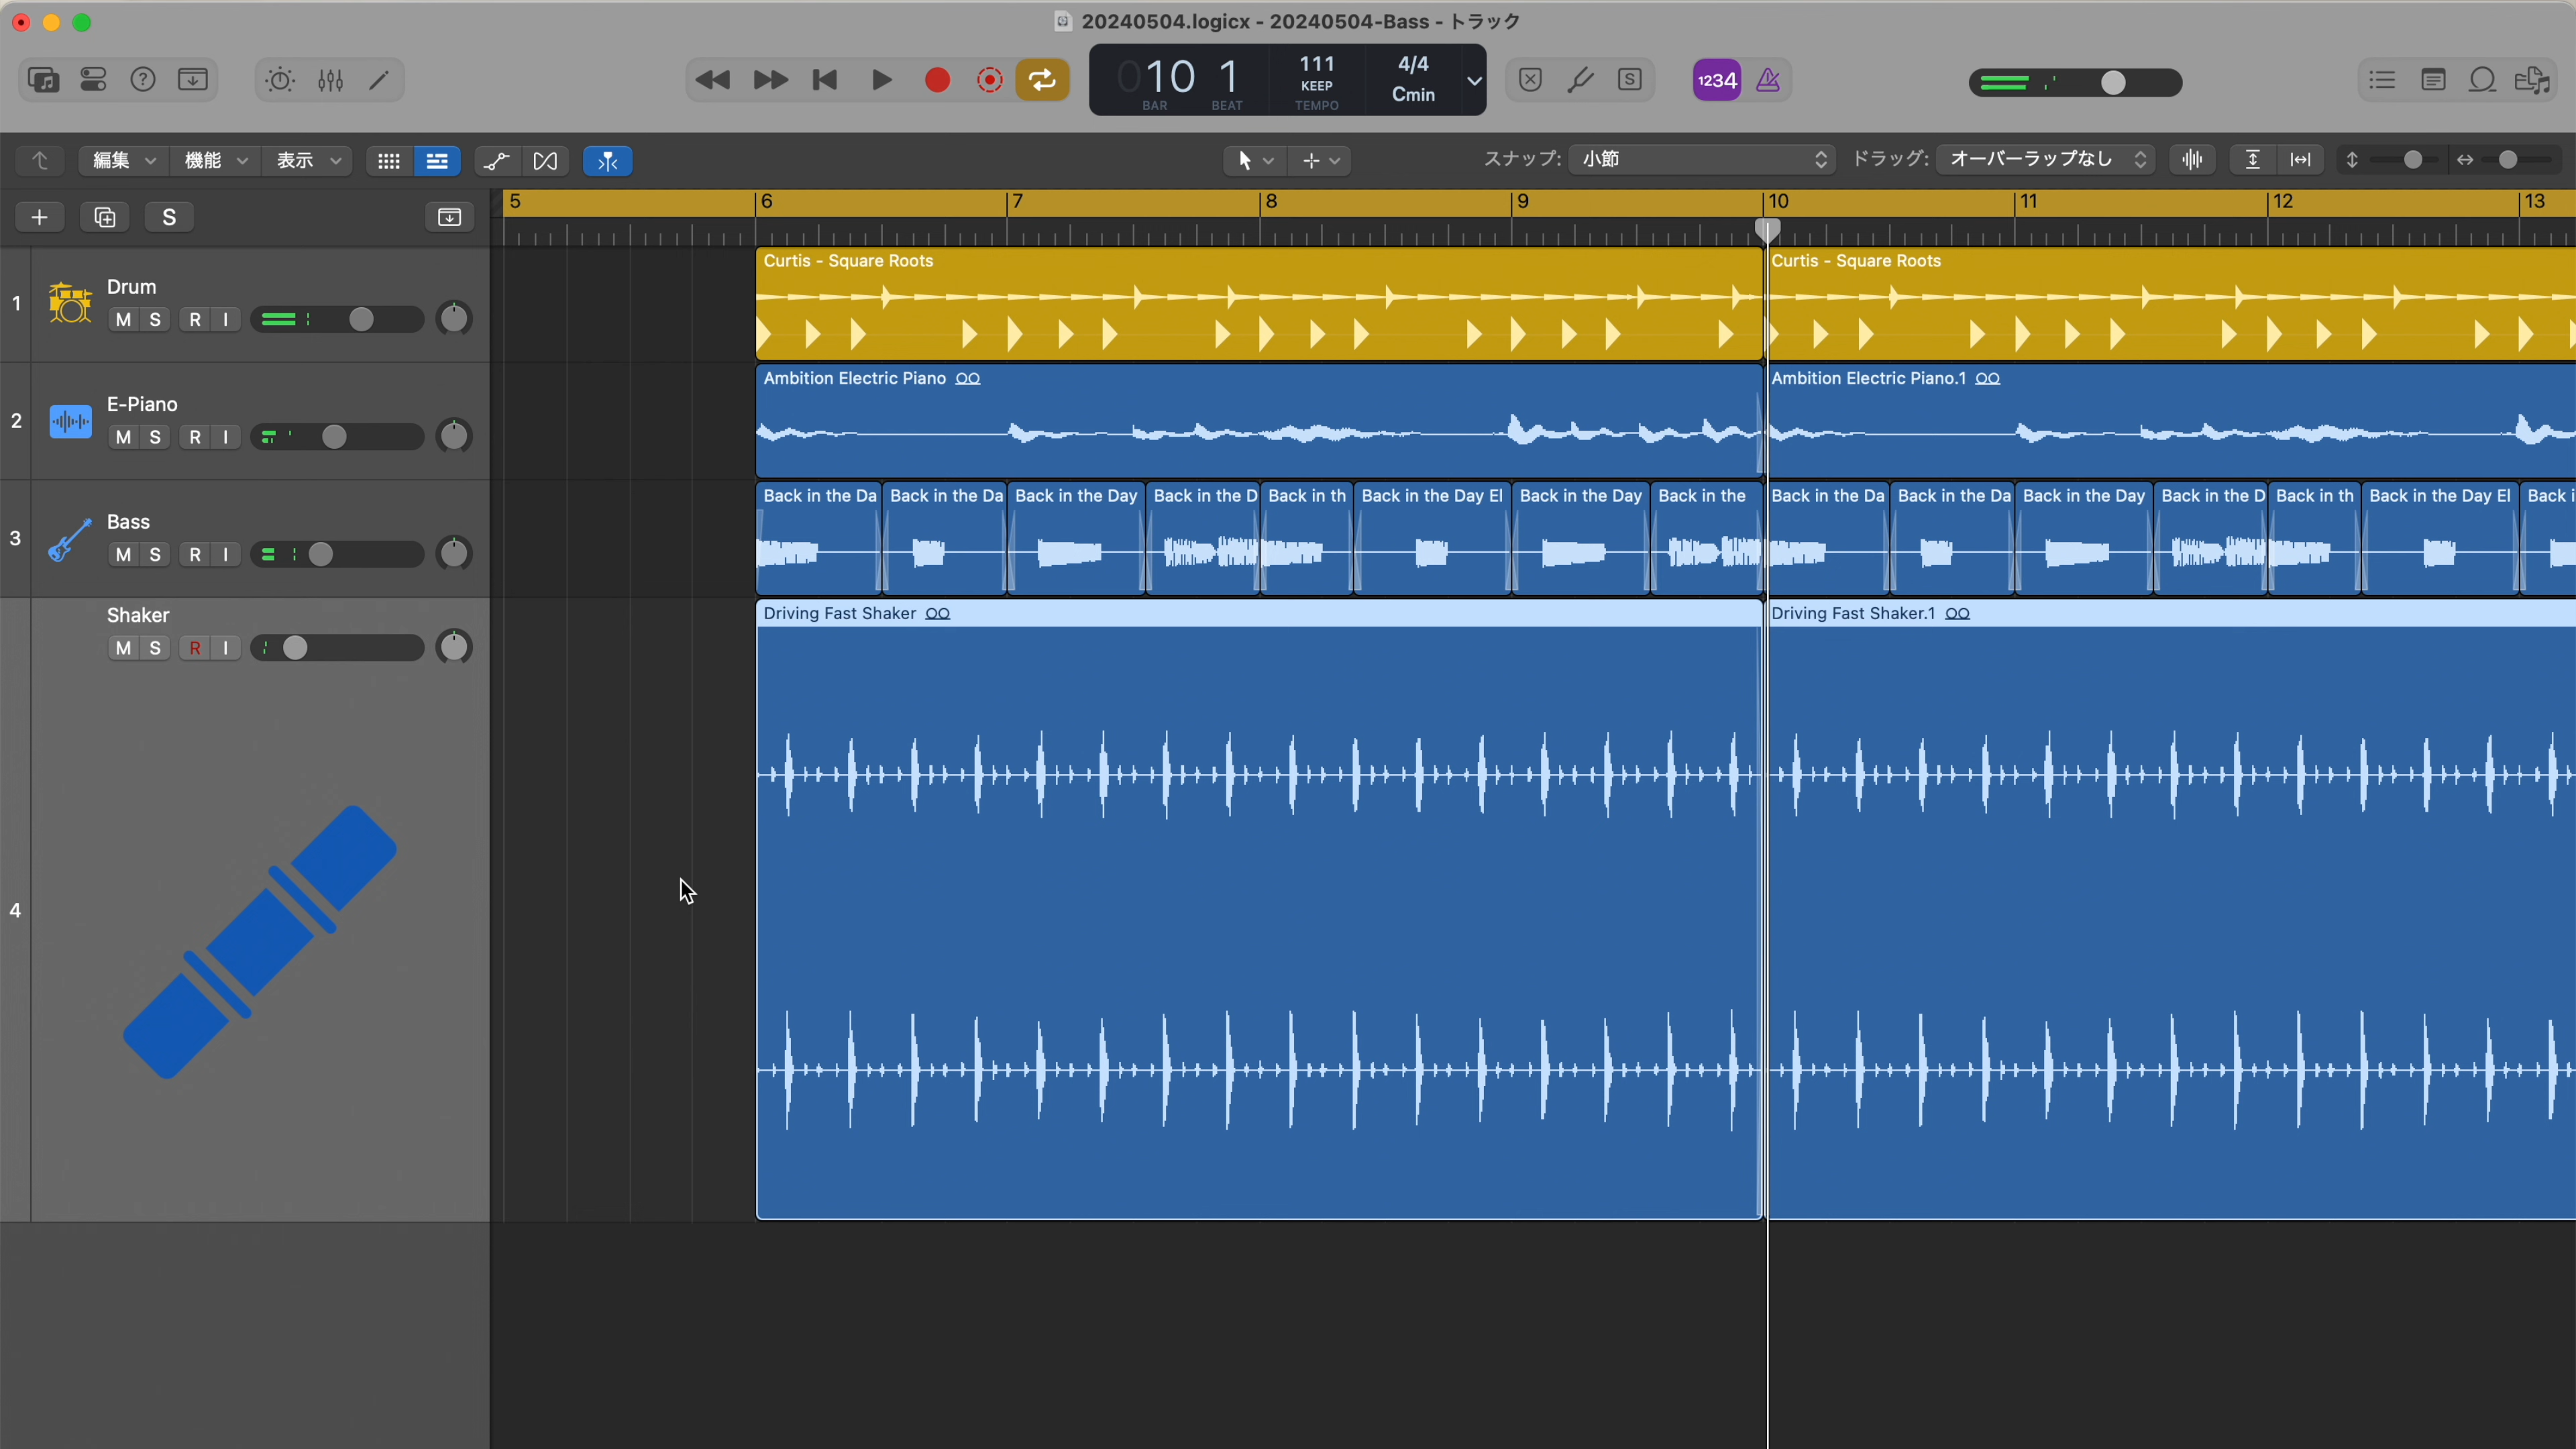 20240504.logicx - 20240504-Bass - トラック
010 1
BAR BEAT
111
KEEP
TEMPO
4/4
Cmin
S
1234
編集 機能 表示
スナップ: 小節
ドラッグ: オーバーラップなし
S
5 6 7 8 9 10 11 12 13
1
Drum
M S R I
Curtis - Square Roots
Curtis - Square Roots
2
E-Piano
M S R I
Ambition Electric Piano
Ambition Electric Piano.1
3
Bass
M S R I
Back in the Da
Back in the Da
Back in the Day
Back in the D
Back in th
Back in the Day El
Back in the Day
Back in the
Back in the Da
Back in the Da
Back in the Day
Back in the D
Back in th
Back in the Day El
Back i
4
Shaker
M S R I
Driving Fast Shaker
Driving Fast Shaker.1